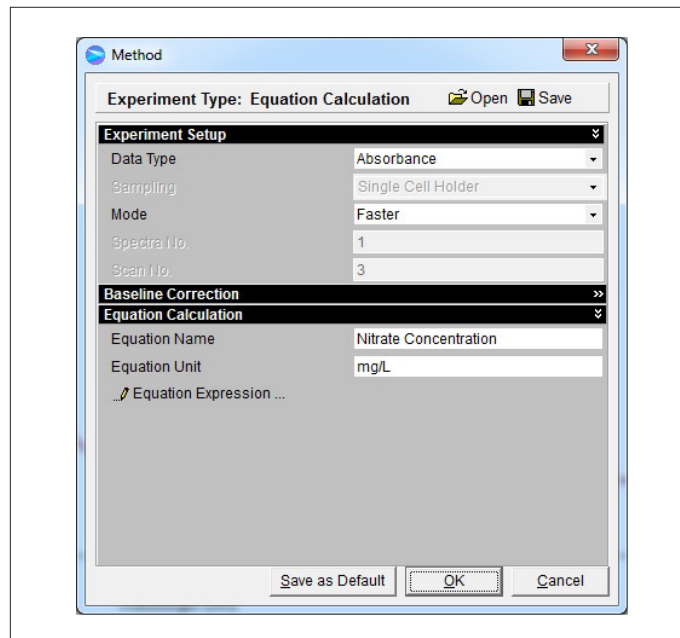 Method
Experiment Type: Equation Calculation Open Save
Experiment Setup
Data Type Absorbance
Sampling Single Cell Holder
Mode Faster
Spectra No. 1
Scan No. 3
Baseline Correction
Equation Calculation
Equation Name Nitrate Concentration
Equation Unit mg/L
Equation Expression ...
Save as Default OK Cancel